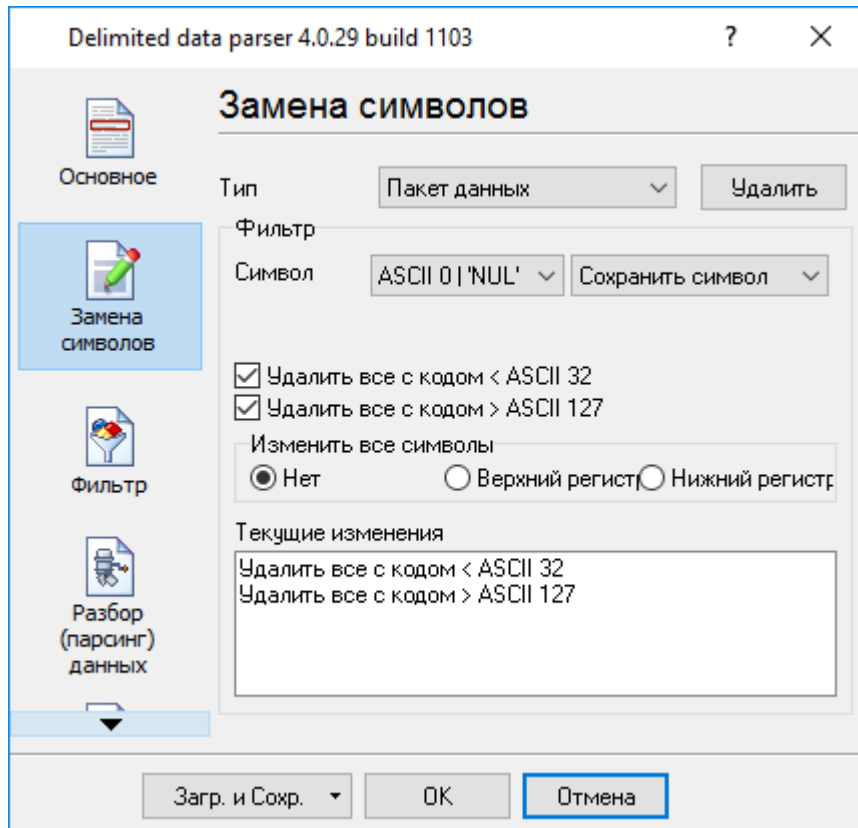 Delimited data parser 4.0.29 build 1103
?
Основное
Замена
символов
Фильтр
Разбор
(парсинг)
данных
Замена символов
Тип
Пакет данных
Удалить
Фильтр
Символ
ASCII 0 | 'NUL'
Сохранить символ
Удалить все с кодом < ASCII 32
Удалить все с кодом > ASCII 127
Изменить все символы
Нет
Верхний регистр
Нижний регистр
Текущие изменения
Удалить все с кодом < ASCII 32
Удалить все с кодом > ASCII 127
Загр. и Сохр.
OK
Отмена